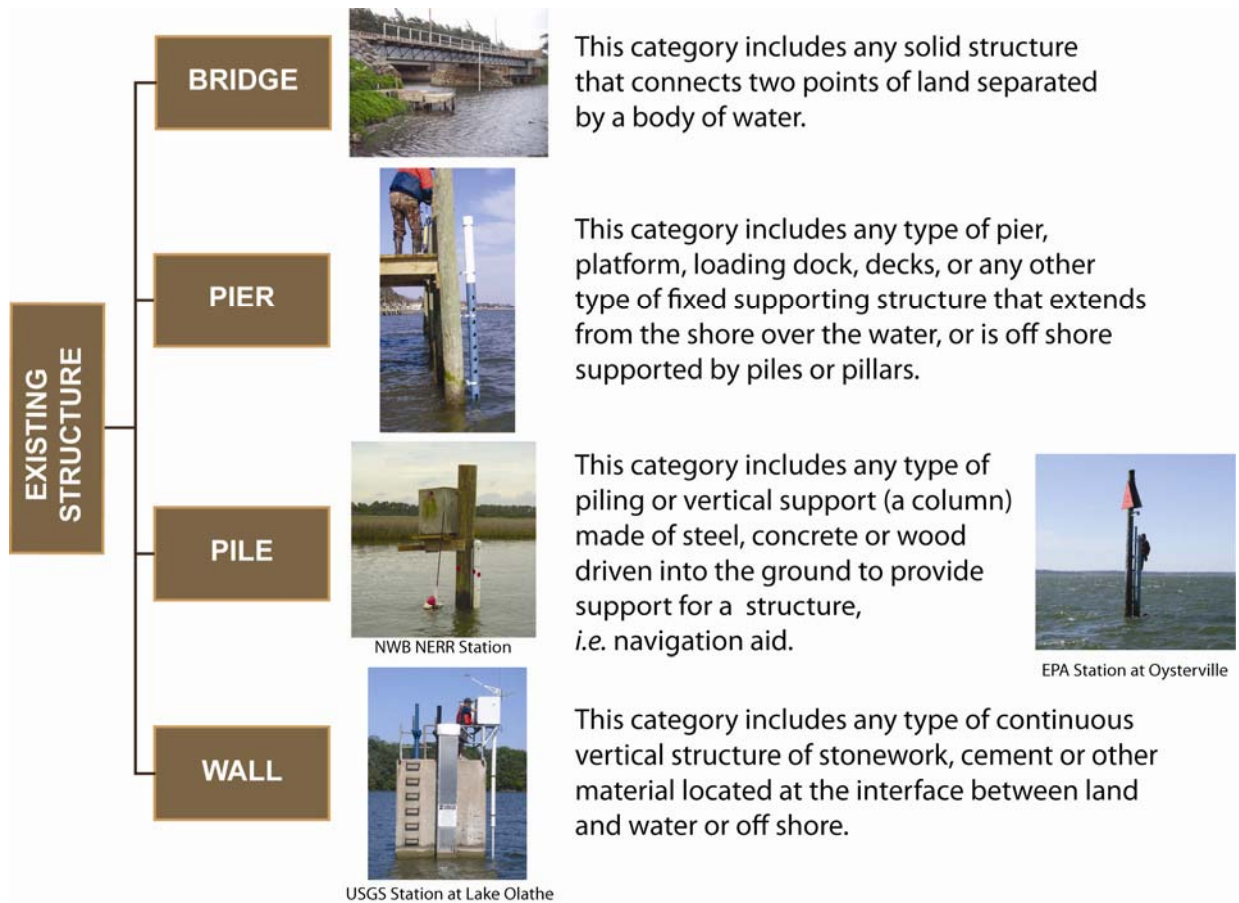 BRIDGE
This category includes any solid structure
that connects two points of land separated
by a body of water.
EXISTING
STRUCTURE
PIER
This category includes any type of pier,
platform, loading dock, decks, or any other
type of fixed supporting structure that extends
from the shore over the water, or is off shore
supported by piles or pillars.
PILE
NWB NERR Station
This category includes any type of
piling or vertical support (a column)
made of steel, concrete or wood
driven into the ground to provide
support for a structure,
i.e. navigation aid.
EPA Station at Oysterville
WALL
USGS Station at Lake Olathe
This category includes any type of continuous
vertical structure of stonework, cement or other
material located at the interface between land
and water or off shore.